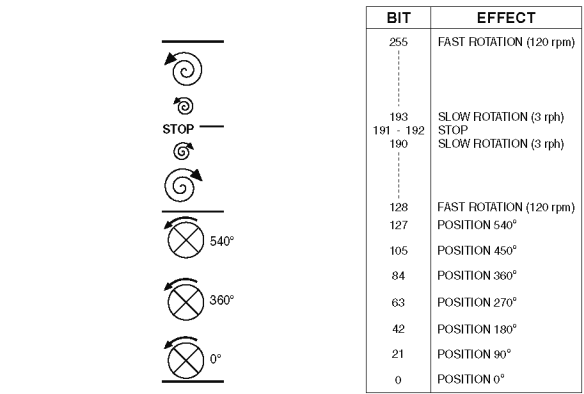 BIT EFFECT
255 FAST ROTATION (120 rpm)
193 SLOW ROTATION (3 rph)
STOP
191 - 192 STOP
190 SLOW ROTATION (3 rph)
128 FAST ROTATION (120 rpm)
127 POSITION 540°
540°
105 POSITION 450°
84 POSITION 360°
360°
63 POSITION 270°
42 POSITION 180°
21 POSITION 90°
0°
0 POSITION 0°